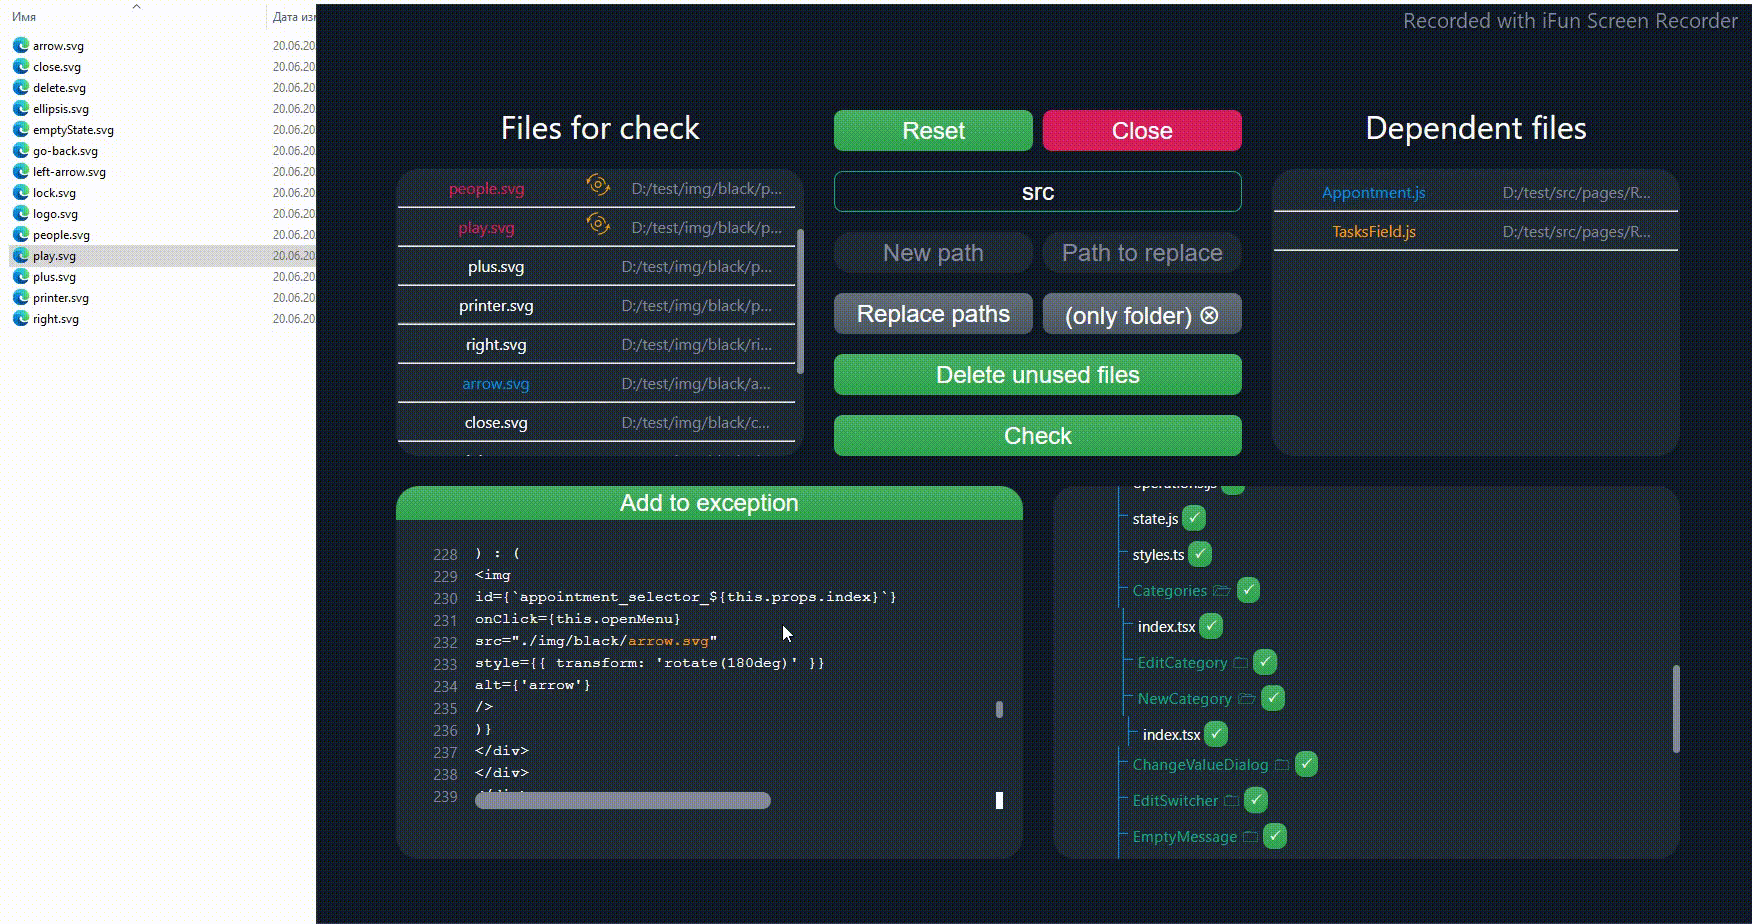 Имя
Дата из
arrow.svg 20.06.20
close.svg 20.06.20
delete.svg 20.06.20
ellipsis.svg 20.06.20
emptyState.svg 20.06.20
go-back.svg 20.06.20
left-arrow.svg 20.06.20
lock.svg 20.06.20
logo.svg 20.06.20
people.svg 20.06.20
play.svg 20.06.20
plus.svg 20.06.20
printer.svg 20.06.20
right.svg 20.06.20
Recorded with iFun Screen Recorder
Files for check
people.svg D:/test/img/black/p...
play.svg D:/test/img/black/p...
plus.svg D:/test/img/black/p...
printer.svg D:/test/img/black/p...
right.svg D:/test/img/black/ri...
arrow.svg D:/test/img/black/a...
close.svg D:/test/img/black/c...
Reset
Close
src
New path
Path to replace
Replace paths
(only folder) ⊗
Delete unused files
Check
Dependent files
Appontment.js D:/test/src/pages/R...
TasksField.js D:/test/src/pages/R...
Add to exception
228 ) : (
229 <img
230 id={`appointment_selector_${this.props.index}`}
231 onClick={this.openMenu}
232 src="./img/black/arrow.svg"
233 style={{ transform: 'rotate(180deg)' }}
234 alt={'arrow'}
235 />
236 )}
237 </div>
238 </div>
239
operations.js
state.js ✓
styles.ts ✓
Categories ✓
index.tsx ✓
EditCategory ✓
NewCategory ✓
index.tsx ✓
ChangeValueDialog ✓
EditSwitcher ✓
EmptyMessage ✓